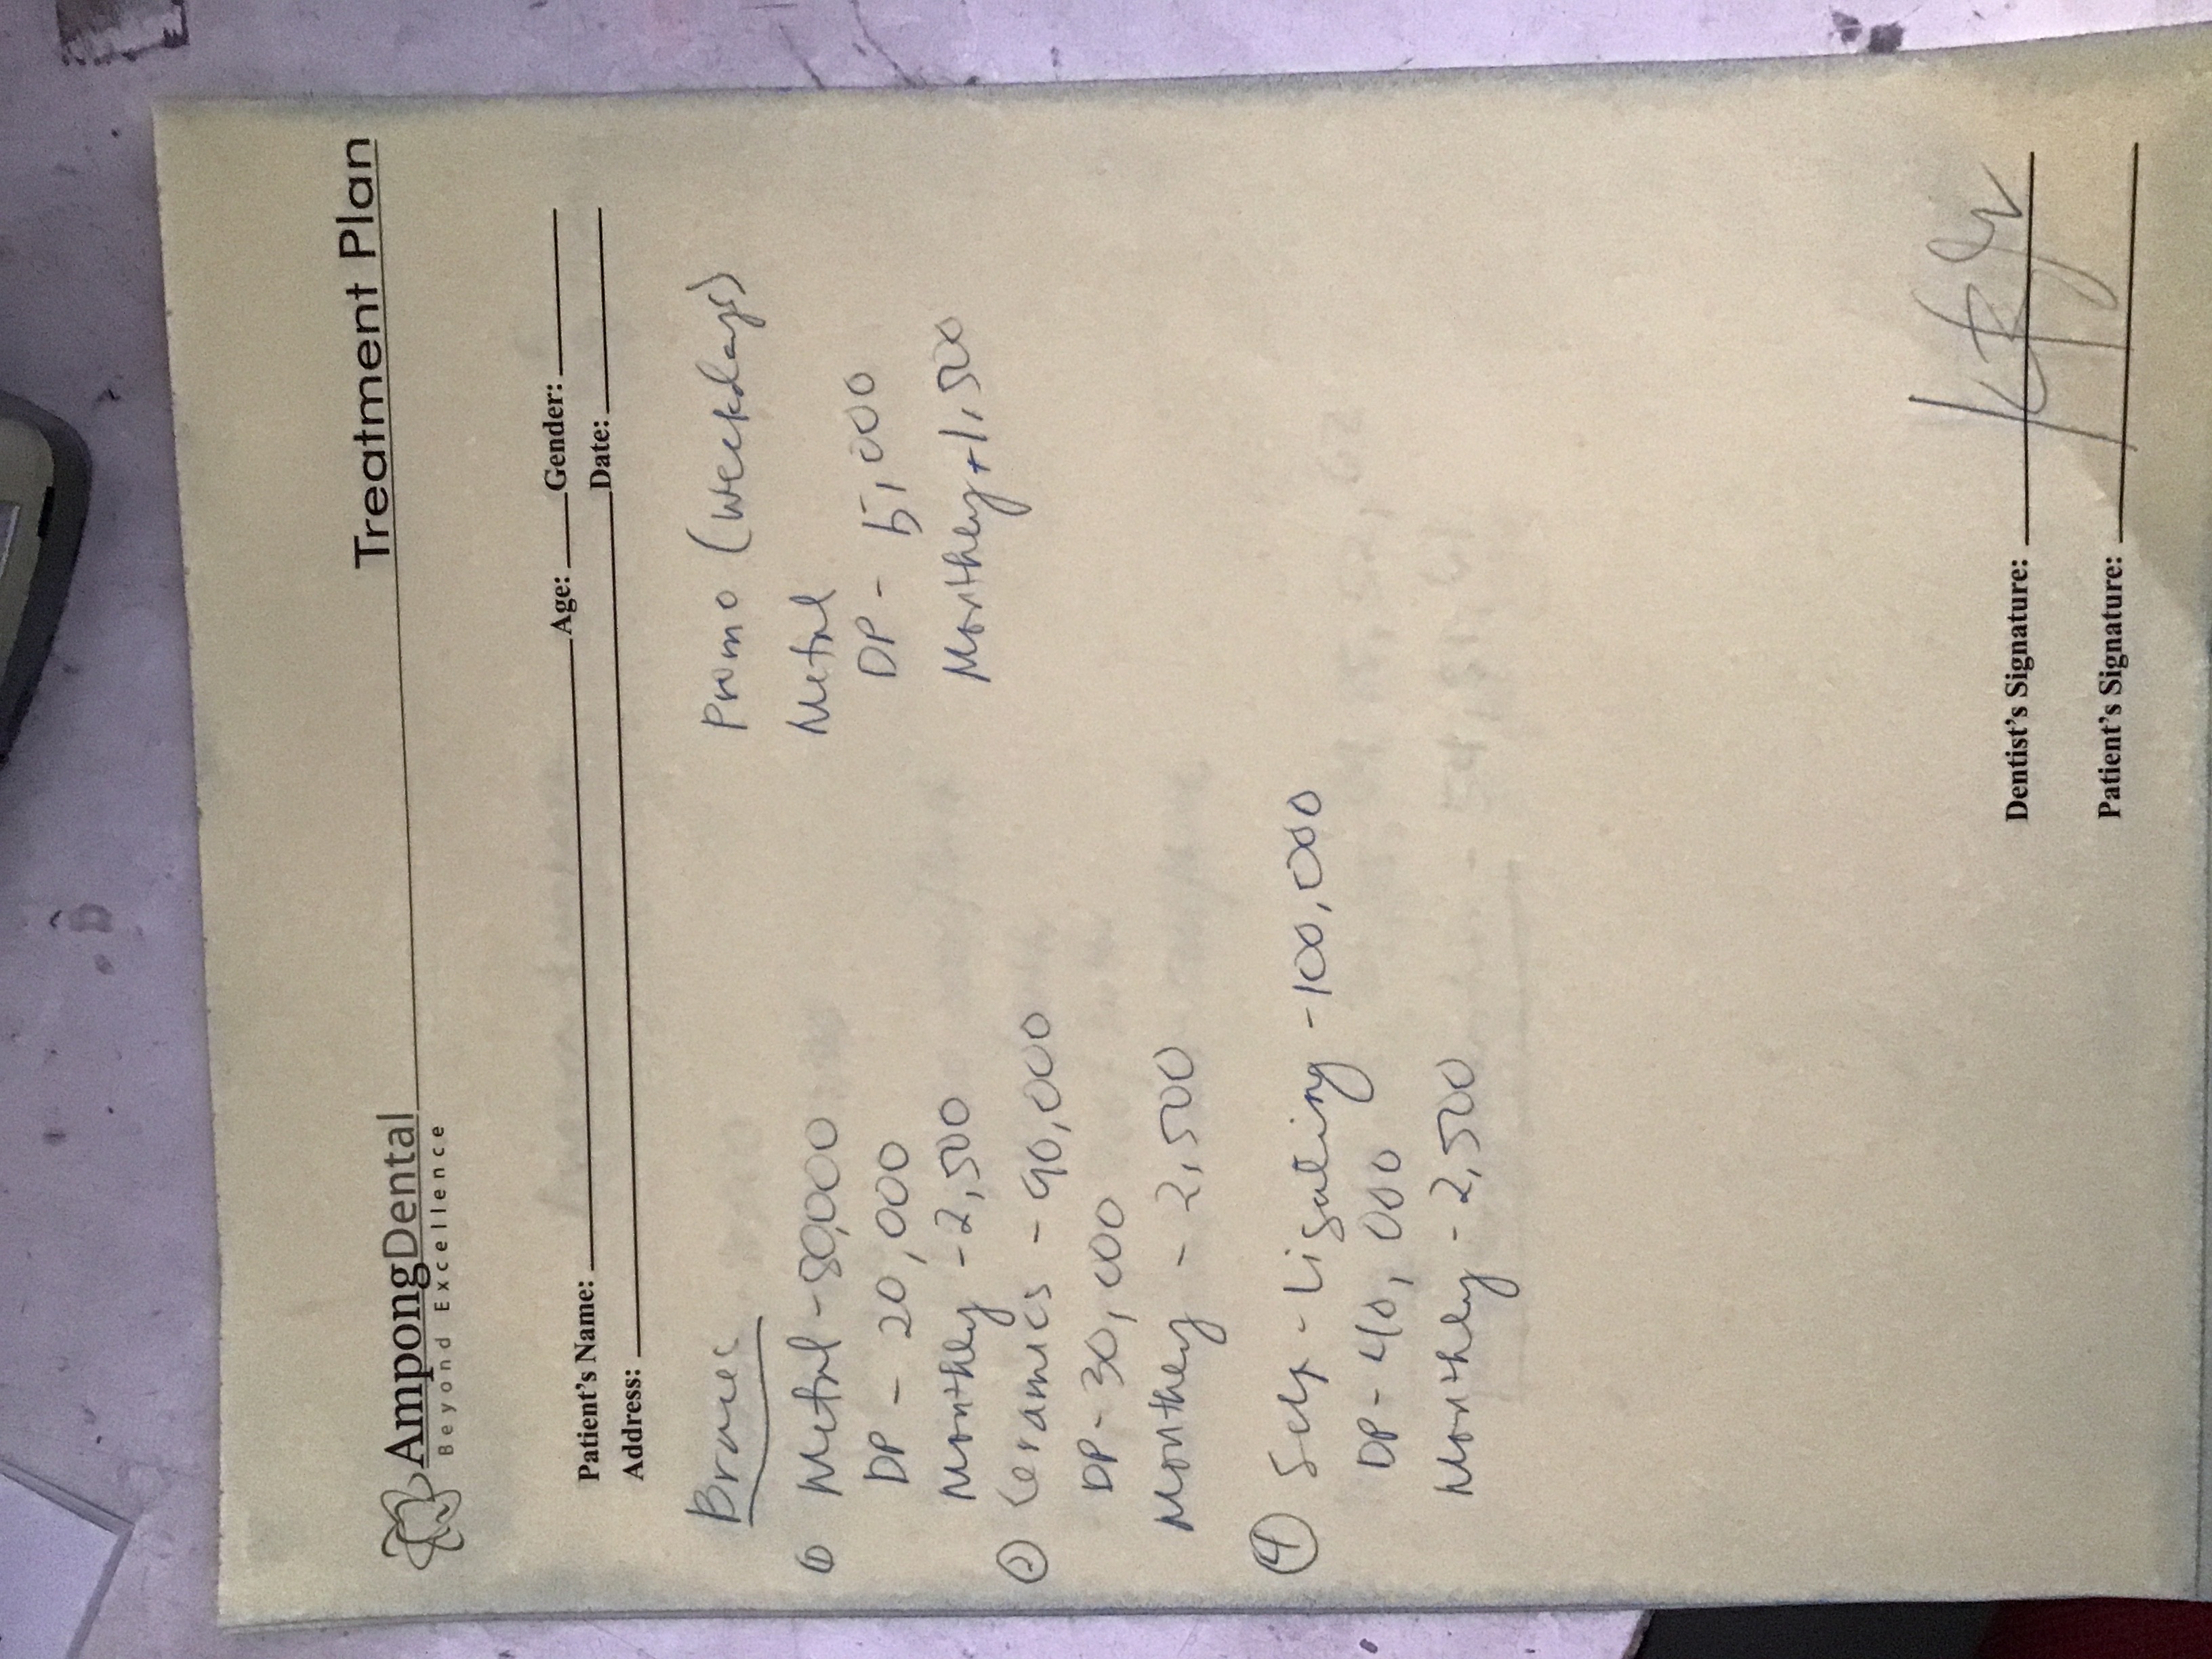 AmpongDental Treatment Plan
Beyond Excellence
Patient's Name: Age: Gender:
Address: Date:
Braces
Promo (weekdays)
① Metal - 80,000
DP - 20,000
Monthly - 2,500
Metal
DP - 5,000
Monthly + 1,500
② Ceramics - 90,000
DP - 30,000
Monthly - 2,500
④ Self - Ligating - 100,000
DP - 40,000
Monthly - 2,500
Dentist's Signature:
Patient's Signature: